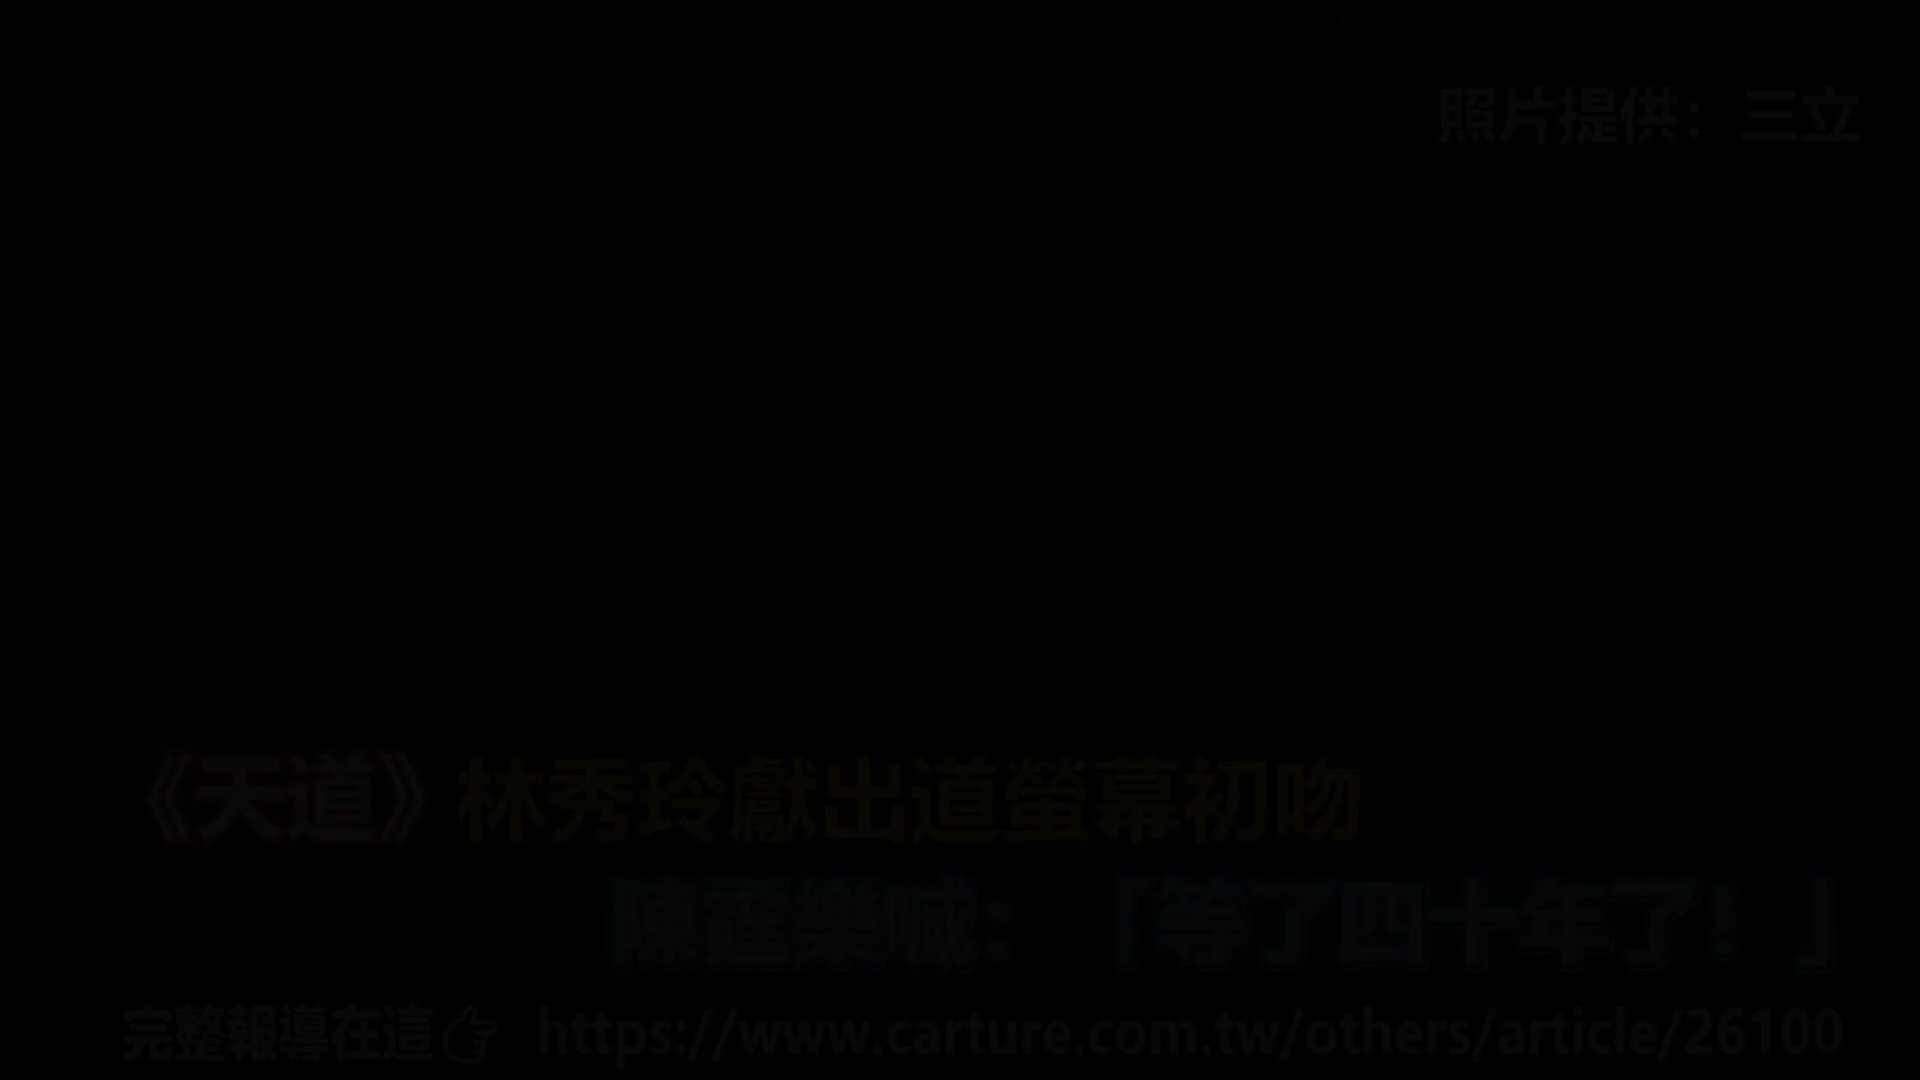 照片提供：三立
《天道》林秀玲獻出道螢幕初吻
陳霆樂喊：「等了四十年了！」
完整報導在這👉 https://www.carture.com.tw/others/article/26100